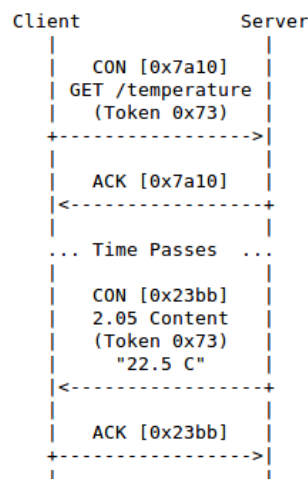 Client Server
CON [0x7a10]
GET /temperature
(Token 0x73)
ACK [0x7a10]
... Time Passes ...
CON [0x23bb]
2.05 Content
(Token 0x73)
"22.5 C"
ACK [0x23bb]